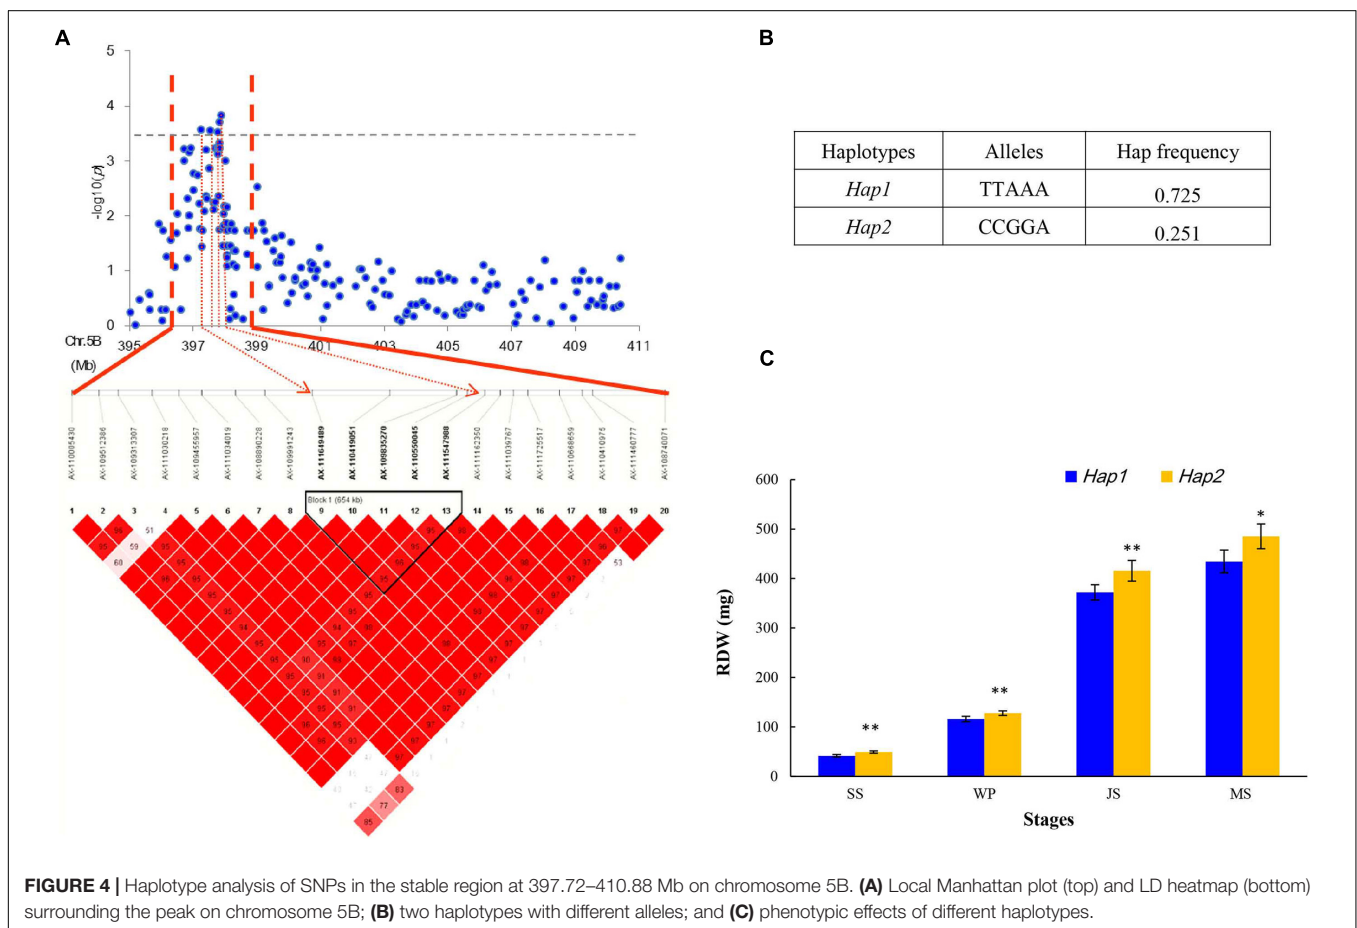 A
5
4
3
2
1
0
-log10(p)
Chr.5B
(Mb)
395 397 399 401 403 405 407 409 411
AX-110005430
AX-109512386
AX-109313307
AX-111030218
AX-109455957
AX-111034019
AX-108890228
AX-109991243
AX-111649489
AX-110419051
AX-109835270
AX-110550045
AX-111547988
AX-111162350
AX-111039767
AX-111725517
AX-110668659
AX-110410975
AX-111460777
AX-108740071
Block 1 (654 kb)
1 2 3 4 5 6 7 8 9 10 11 12 13 14 15 16 17 18 19 20
51
59
60
53
83
77
85
B
Haplotypes Alleles Hap frequency
Hap1 TTAAA 0.725
Hap2 CCGGA 0.251
C
Hap1 Hap2
600
500
400
300
200
100
0
RDW (mg)
** ** ** *
SS WP JS MS
Stages
FIGURE 4 | Haplotype analysis of SNPs in the stable region at 397.72–410.88 Mb on chromosome 5B. (A) Local Manhattan plot (top) and LD heatmap (bottom)
surrounding the peak on chromosome 5B; (B) two haplotypes with different alleles; and (C) phenotypic effects of different haplotypes.